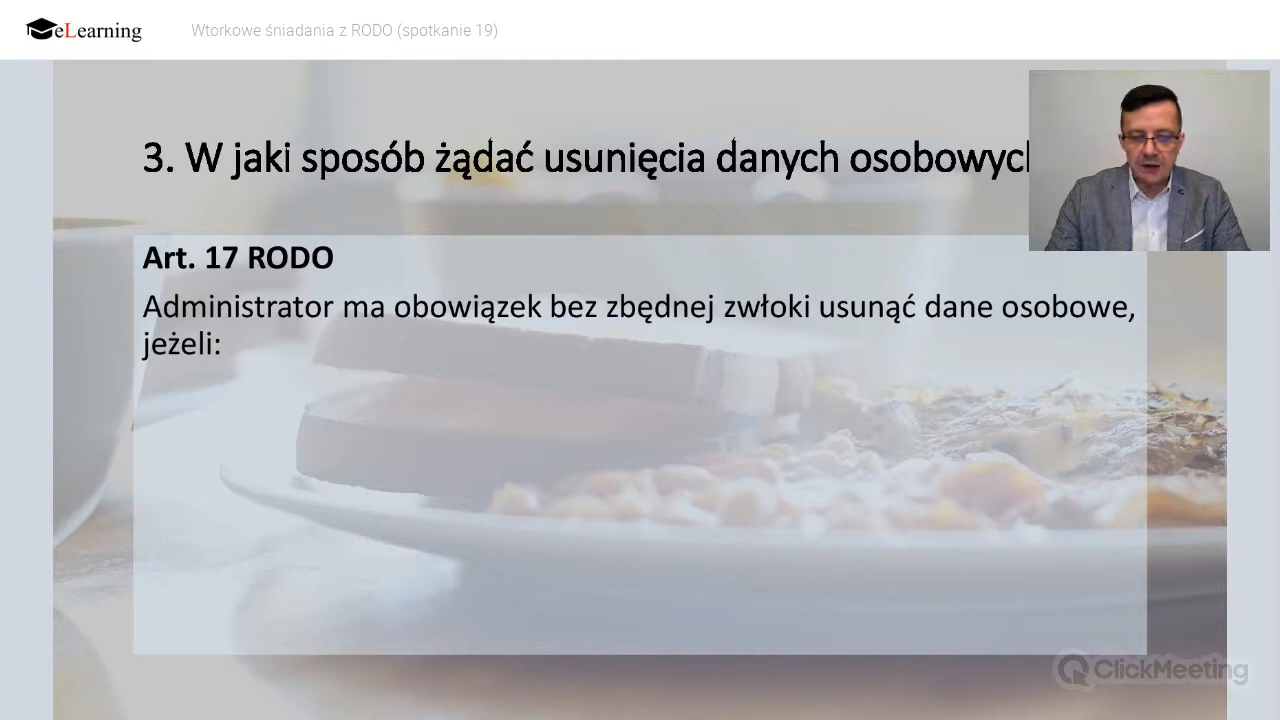 eLearning
Wtorkowe śniadania z RODO (spotkanie 19)
3. W jaki sposób żądać usunięcia danych osobowych
Art. 17 RODO
Administrator ma obowiązek bez zbędnej zwłoki usunąć dane osobowe,
jeżeli:
ClickMeeting